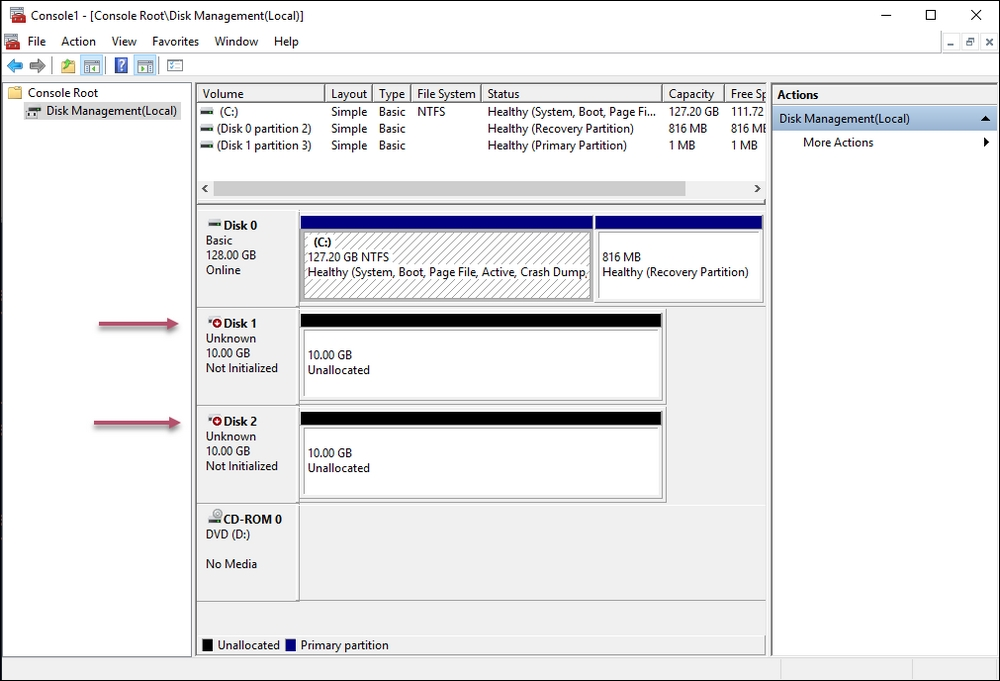 Console1 - [Console Root\Disk Management(Local)]
File Action View Favorites Window Help
Console Root
Disk Management(Local)
Volume Layout Type File System Status Capacity Free Sp
(C:) Simple Basic NTFS Healthy (System, Boot, Page Fi... 127.20 GB 111.72
(Disk 0 partition 2) Simple Basic Healthy (Recovery Partition) 816 MB 816 ME
(Disk 1 partition 3) Simple Basic Healthy (Primary Partition) 1 MB 1 MB
Disk 0
Basic
128.00 GB
Online
(C:)
127.20 GB NTFS
Healthy (System, Boot, Page File, Active, Crash Dump,
816 MB
Healthy (Recovery Partition)
Disk 1
Unknown
10.00 GB
Not Initialized
10.00 GB
Unallocated
Disk 2
Unknown
10.00 GB
Not Initialized
10.00 GB
Unallocated
CD-ROM 0
DVD (D:)
No Media
Unallocated Primary partition
Actions
Disk Management(Local)
More Actions